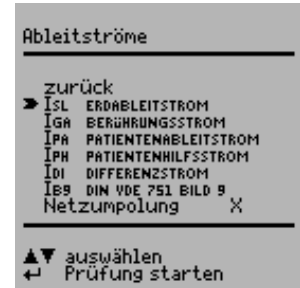 Ableitströme
zurück
ISL ERDABLEITSTROM
IGA BERÜHRUNGSSTROM
IPA PATIENTENABLEITSTROM
IPH PATIENTENHILFSSTROM
IDI DIFFERENZSTROM
IB9 DIN VDE 751 BILD 9
Netzumpolung X
▲▼ auswählen
↵ Prüfung starten